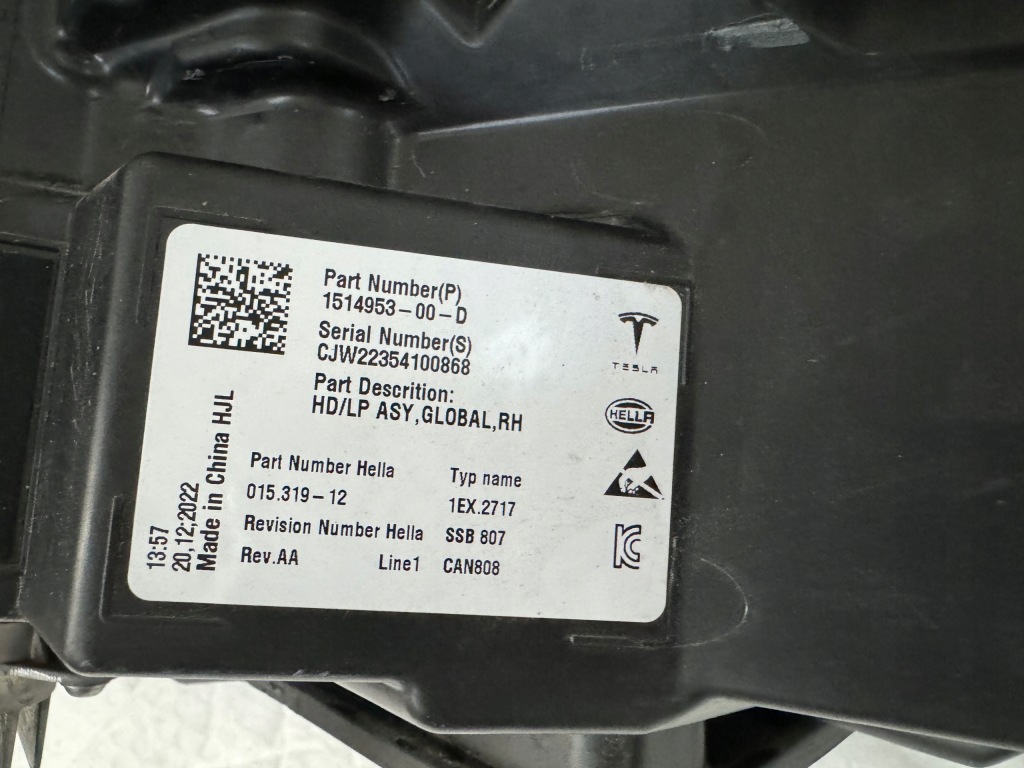 Part Number(P)
1514953-00-D
Serial Number(S)
CJW22354100868
Part Descrition:
HD/LP ASY,GLOBAL,RH
TESLA
HELLA
Part Number Hella
015.319-12
Revision Number Hella
Rev.AA
Line1
Typ name
1EX.2717
SSB 807
CAN808
13:57
20,12;2022
Made in China HJL